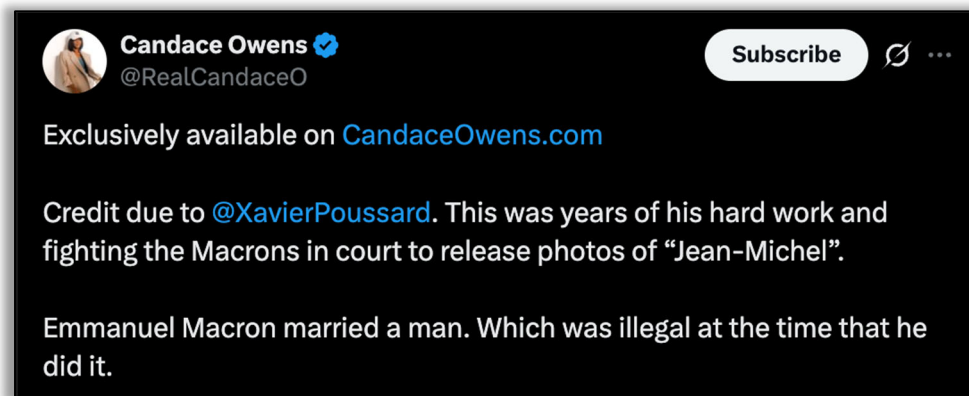 Candace Owens
@RealCandaceO
Subscribe
Exclusively available on CandaceOwens.com
Credit due to @XavierPoussard. This was years of his hard work and
fighting the Macrons in court to release photos of “Jean-Michel”.
Emmanuel Macron married a man. Which was illegal at the time that he
did it.